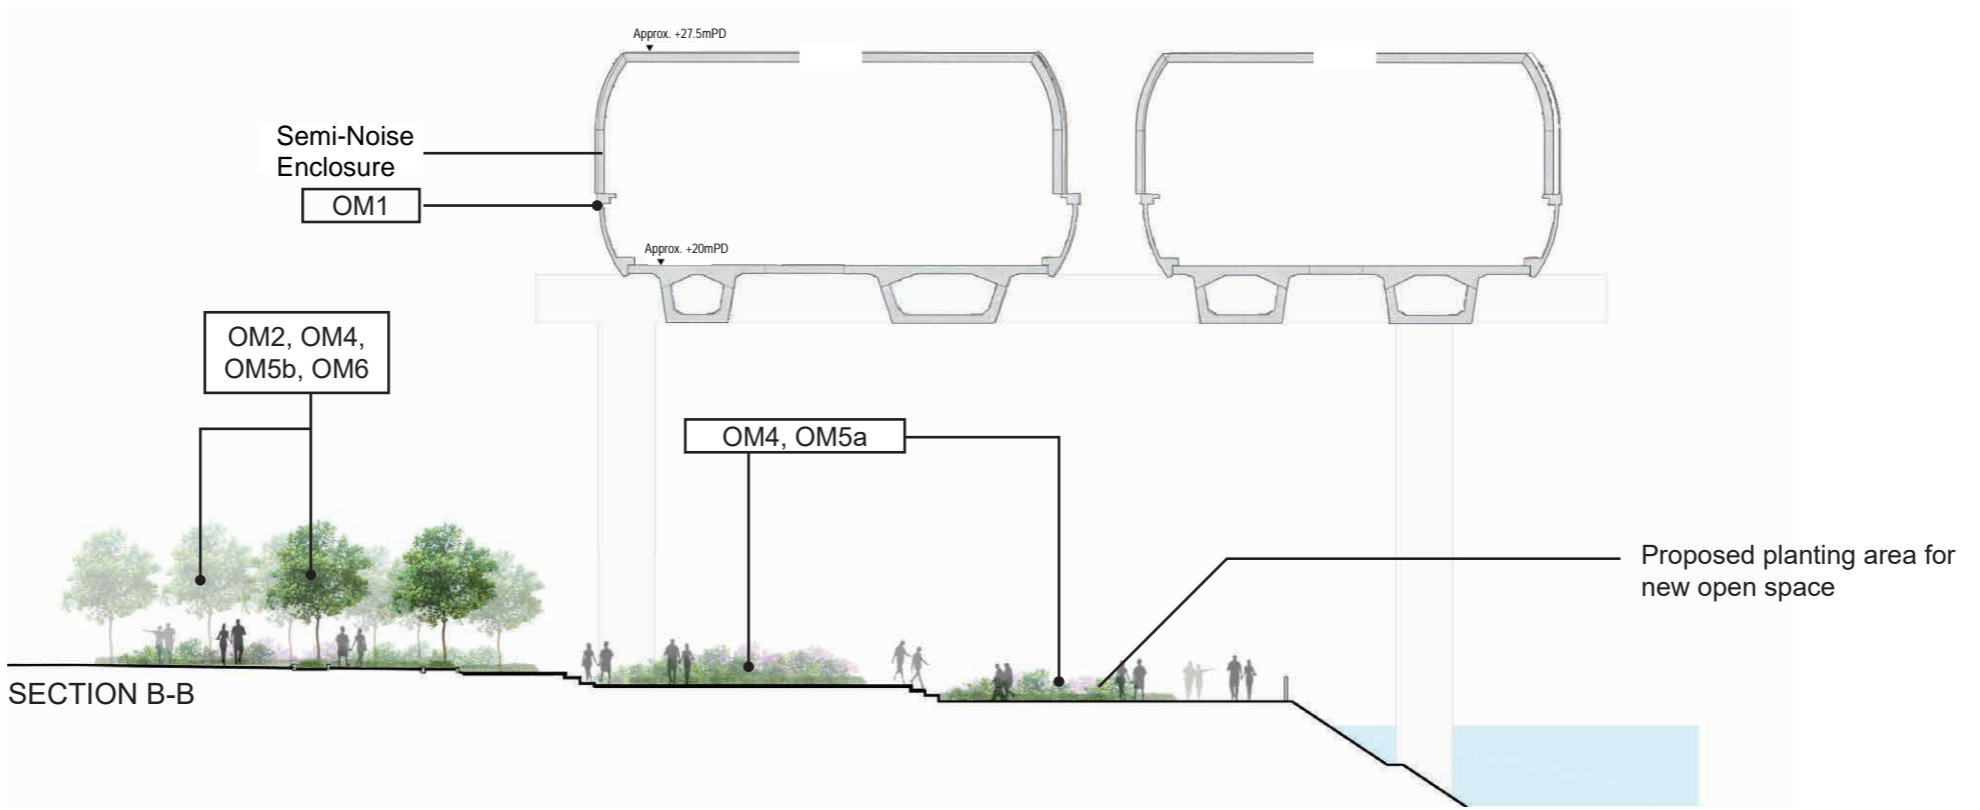 Approx. +27.5mPD
Semi-Noise
Enclosure
OM1
Approx. +20mPD
OM2, OM4,
OM5b, OM6
OM4, OM5a
Proposed planting area for
new open space
SECTION B-B